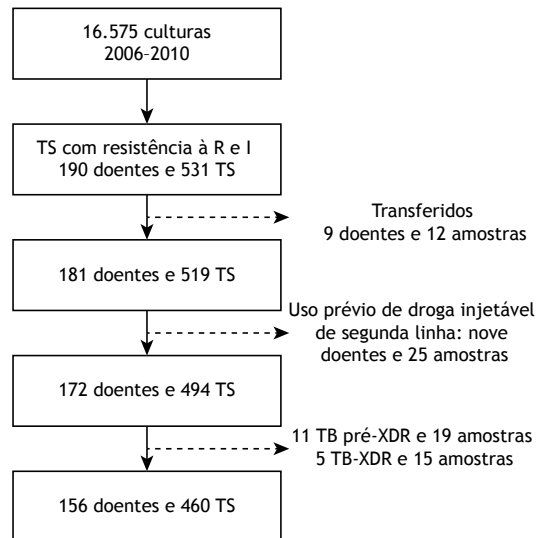 16.575 culturas
2006-2010
TS com resistência à R e I
190 doentes e 531 TS
Transferidos
9 doentes e 12 amostras
181 doentes e 519 TS
Uso prévio de droga injetável
de segunda linha: nove
doentes e 25 amostras
172 doentes e 494 TS
11 TB pré-XDR e 19 amostras
5 TB-XDR e 15 amostras
156 doentes e 460 TS